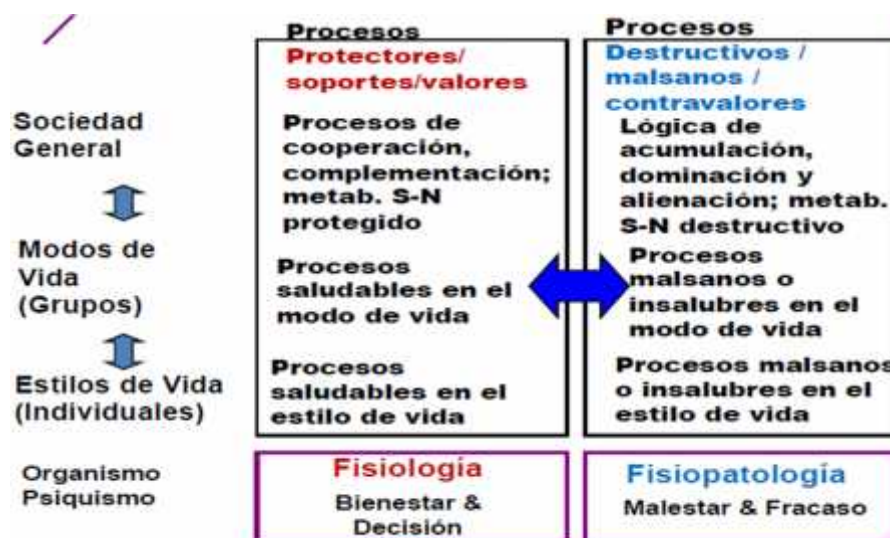 Procesos
Protectores/
soportes/valores
Procesos
Destructivos /
malsanos /
contravalores
Sociedad
General
Procesos de
cooperación,
complementación;
metab. S-N
protegido
Lógica de
acumulación,
dominación y
alienación; metab.
S-N destructivo
Modos de
Vida
(Grupos)
Procesos
saludables en el
modo de vida
Procesos
malsanos o
insalubres en el
modo de vida
Estilos de Vida
(Individuales)
Procesos
saludables en el
estilo de vida
Procesos malsanos
o insalubres en el
estilo de vida
Organismo
Psiquismo
Fisiología
Bienestar &
Decisión
Fisiopatología
Malestar & Fracaso